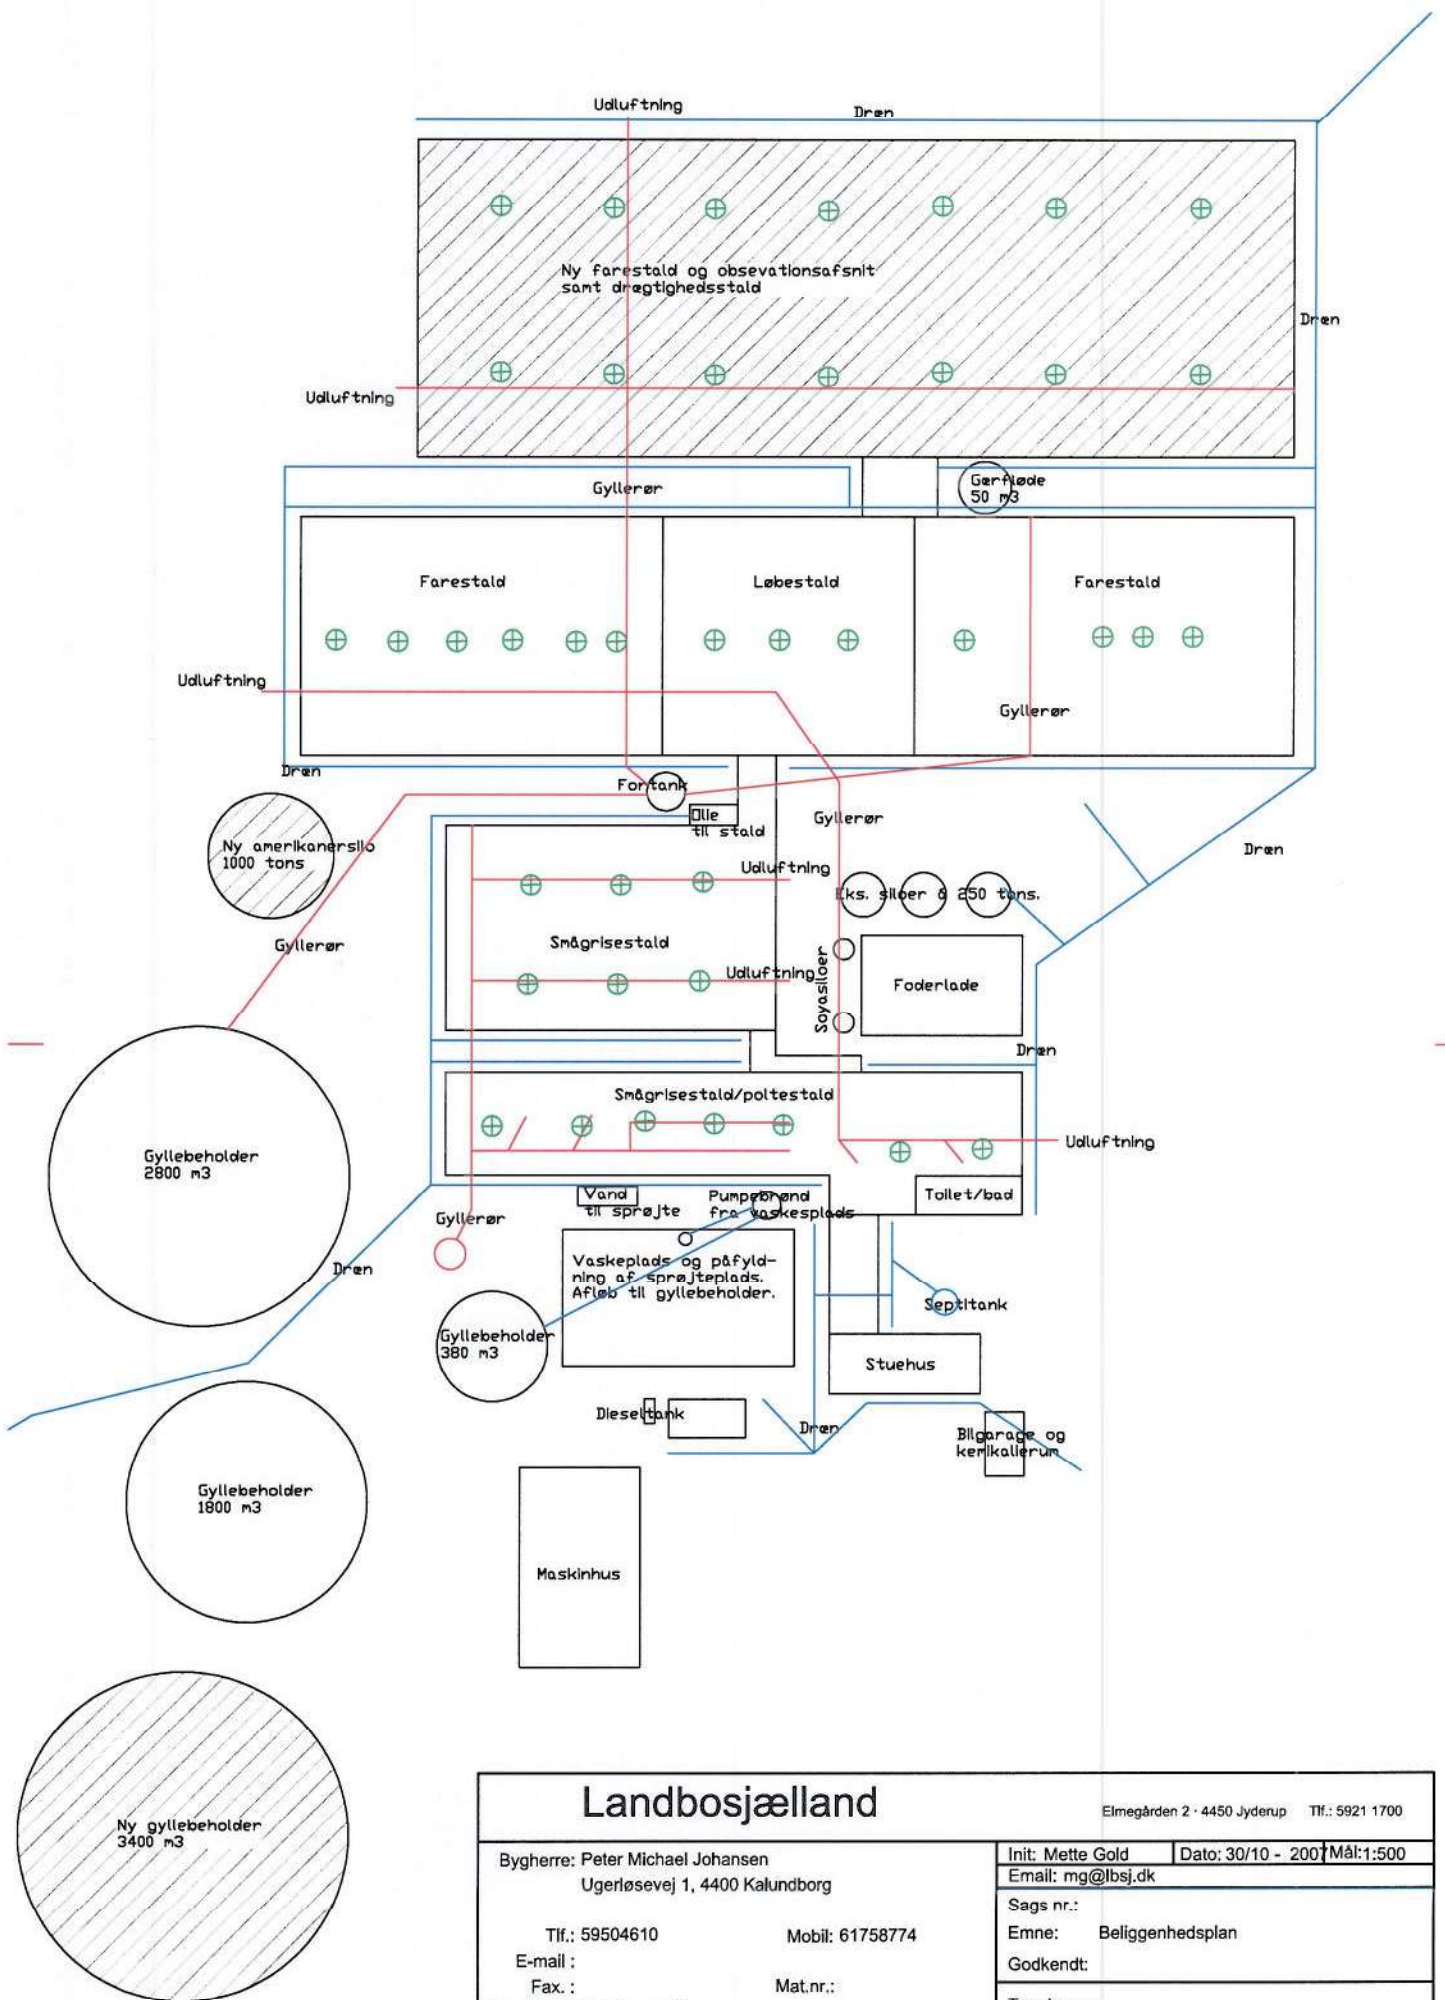 Udluftning
Dræn
Ny farestald og obsevationsafsnit
samt drægtighedsstald
Dræn
Udluftning
Gyllerør
Gærfløde
50 m3
Farestald
Løbestald
Farestald
Udluftning
Gyllerør
Dræn
Fortank
Olie
til stald
Gyllerør
Ny amerikanersilo
1000 tons
Dræn
Udluftning
Eks. siloer á 250 tons.
Gyllerør
Smågrisestald
Udluftning
Soyasiloer
Foderlade
Dræn
Smågrisestald/poltestald
Udluftning
Gyllebeholder
2800 m3
Vand
til sprøjte
Pumpebrønd
fra vaskesplads
Toilet/bad
Gyllerør
Dræn
Vaskeplads og påfyld-
ning af sprøjteplads.
Afløb til gyllebeholder.
Septitank
Gyllebeholder
380 m3
Stuehus
Dieseltank
Dræn
Bilgarage og
kemikalierum
Gyllebeholder
1800 m3
Maskinhus
Ny gyllebeholder
3400 m3
Landbosjælland
Elmegården 2 · 4450 Jyderup Tlf.: 5921 1700
Bygherre: Peter Michael Johansen
Ugerløsevej 1, 4400 Kalundborg
Init: Mette Gold Dato: 30/10 - 2007 Mål:1:500
Email: mg@lbsj.dk
Sags nr.:
Tlf.: 59504610 Mobil: 61758774
Emne: Beliggenhedsplan
E-mail :
Godkendt:
Fax. : Mat.nr.: